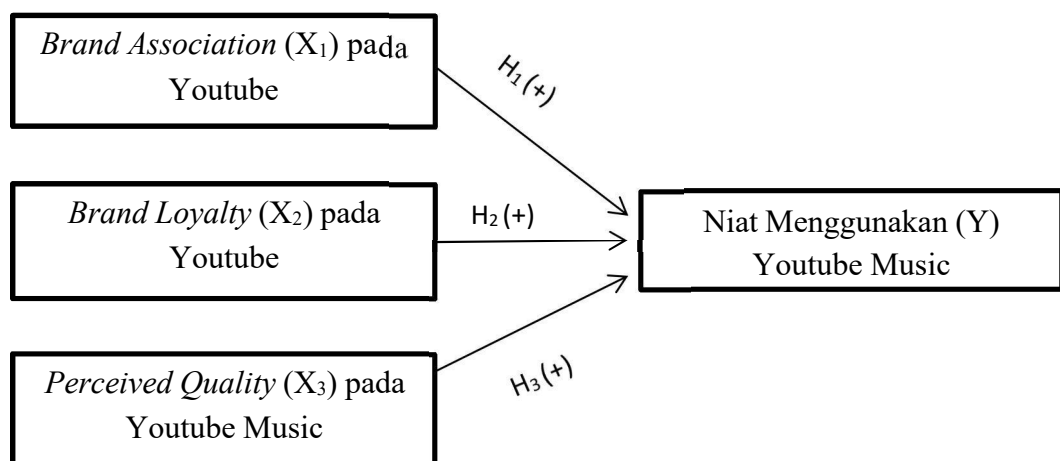 Brand Association (X₁) pada
Youtube
H₁(+)
Brand Loyalty (X₂) pada
Youtube
H₂(+)
Niat Menggunakan (Y)
Youtube Music
Perceived Quality (X₃) pada
Youtube Music
H₃(+)